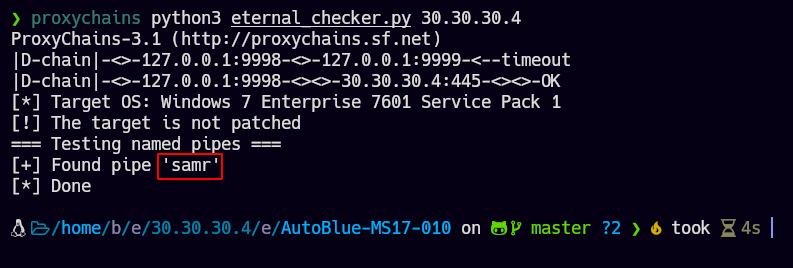 ❯ proxychains python3 eternal_checker.py 30.30.30.4
ProxyChains-3.1 (http://proxychains.sf.net)
|D-chain|-<>-127.0.0.1:9998-<>-127.0.0.1:9999-<--timeout
|D-chain|-<>-127.0.0.1:9998-<><>-30.30.30.4:445-<><>-OK
[*] Target OS: Windows 7 Enterprise 7601 Service Pack 1
[!] The target is not patched
=== Testing named pipes ===
[+] Found pipe 'samr'
[*] Done
/home/b/e/30.30.30.4/e/AutoBlue-MS17-010 on master ?2 ❯ took 4s